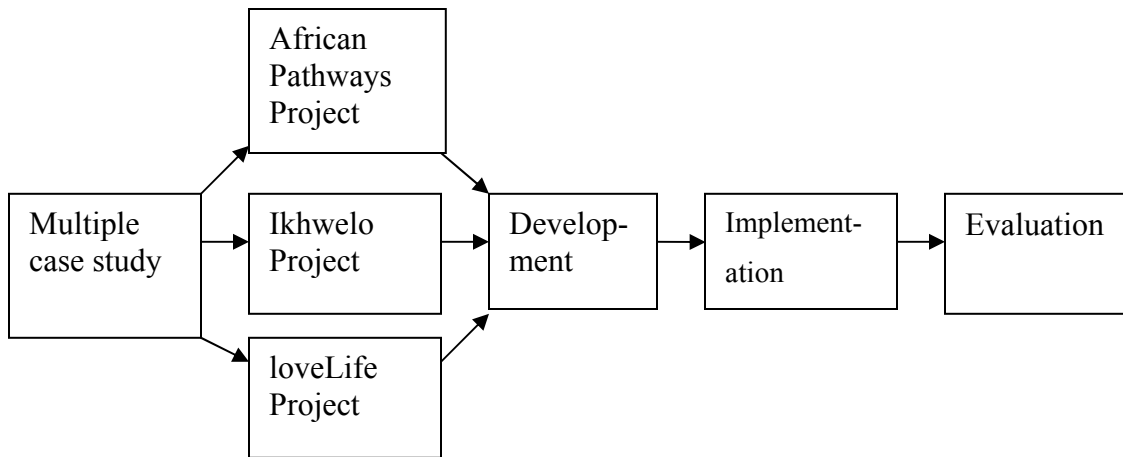 African
Pathways
Project
Multiple
case study
Ikhwelo
Project
Develop-
ment
Implement-
ation
Evaluation
loveLife
Project